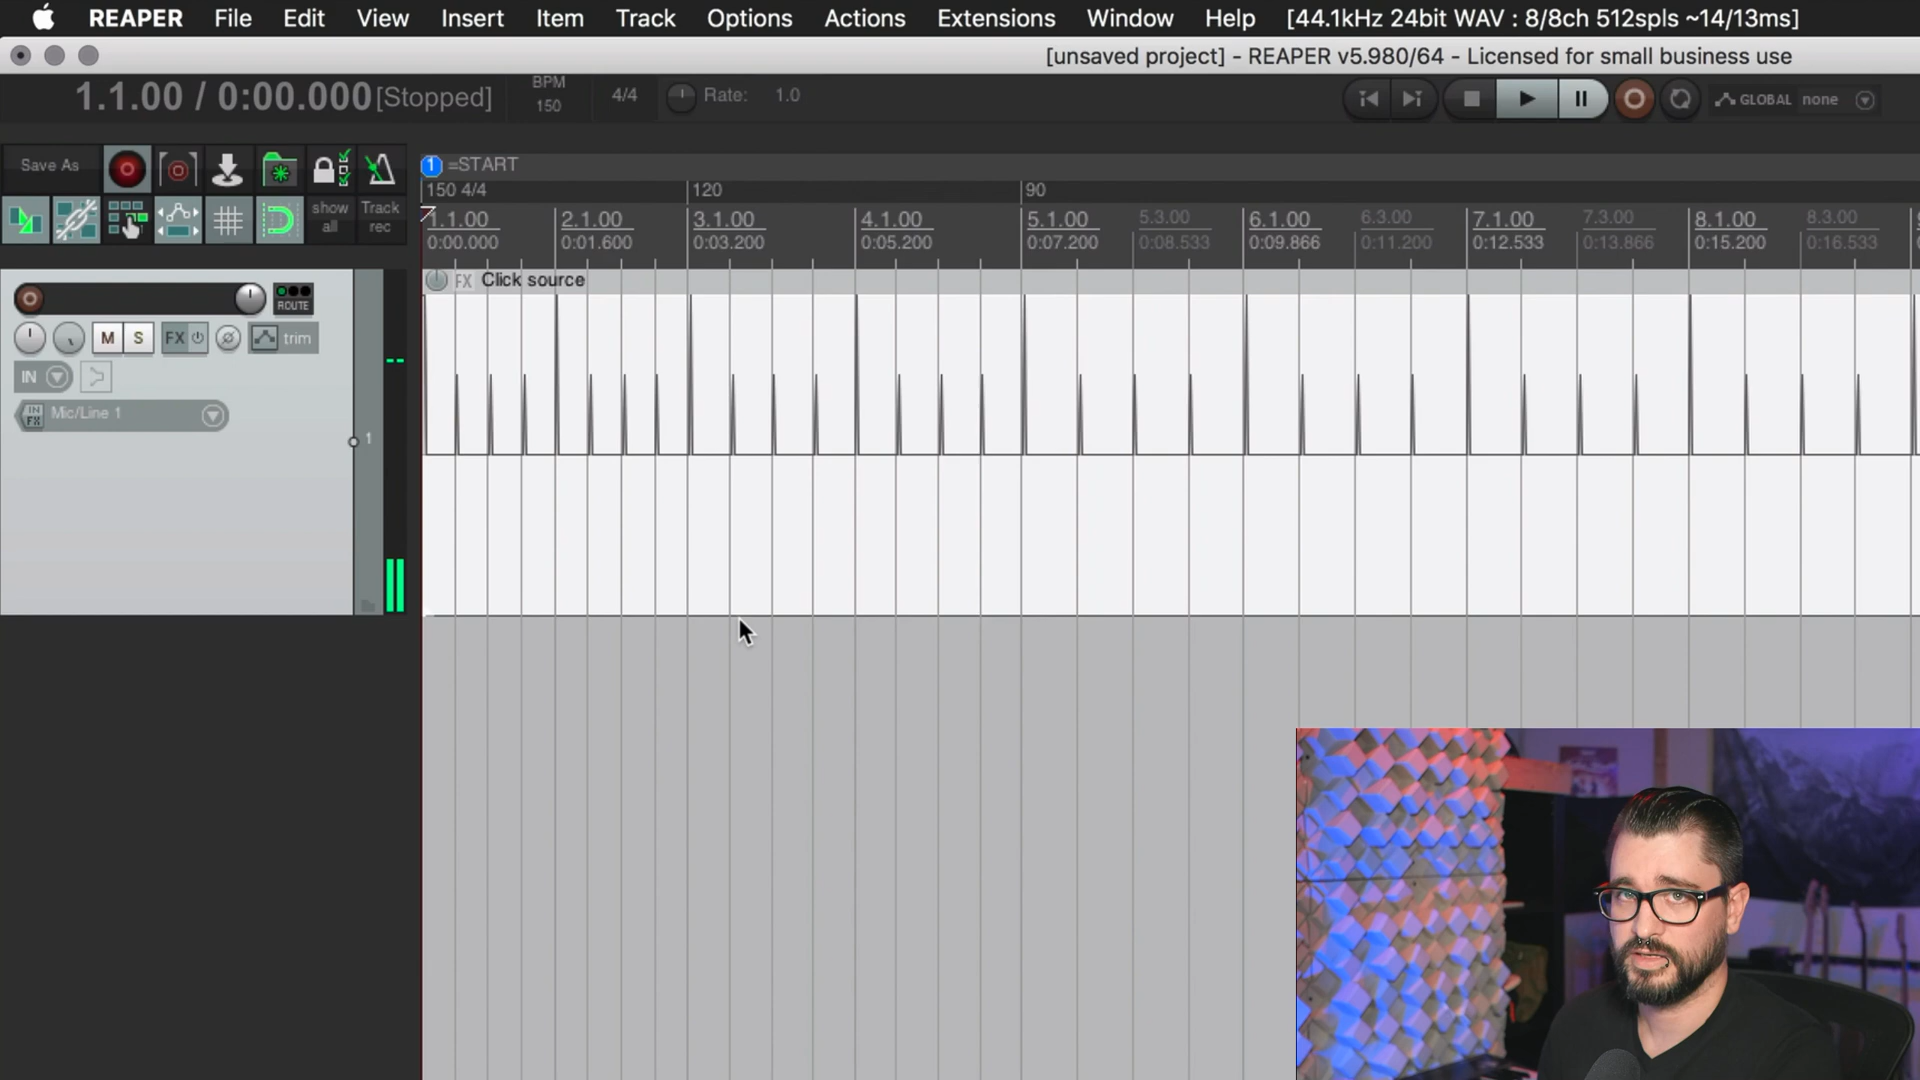 REAPER File Edit View Insert Item Track Options Actions Extensions Window Help [44.1kHz 24bit WAV : 8/8ch 512spls ~14/13ms]
[unsaved project] - REAPER v5.980/64 - Licensed for small business use
1.1.00 / 0:00.000 [Stopped] BPM 150 4/4 Rate: 1.0 GLOBAL none
Save As 1 =START
150 4/4 120 90
show all Track rec
1.1.00 2.1.00 3.1.00 4.1.00 5.1.00 5.3.00 6.1.00 6.3.00 7.1.00 7.3.00 8.1.00 8.3.00
0:00.000 0:01.600 0:03.200 0:05.200 0:07.200 0:08.533 0:09.866 0:11.200 0:12.533 0:13.866 0:15.200 0:16.533
FX Click source
ROUTE
M S FX trim
IN
IN FX Mic/Line 1
1